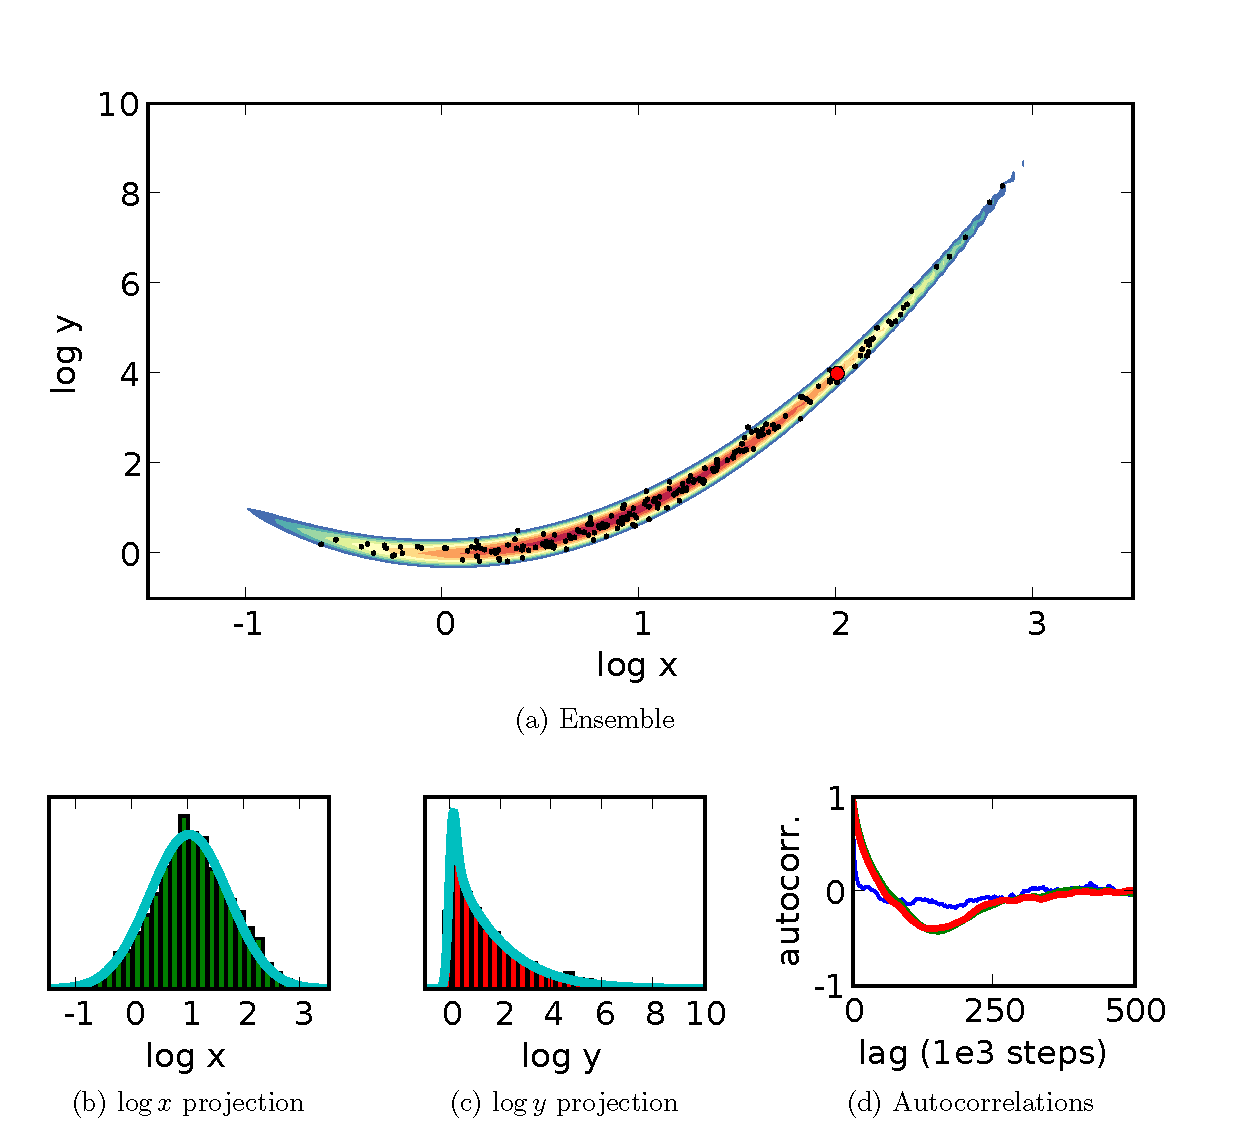 10
8
6
4
2
0
log y
-1 0 1 2 3
log x
(a) Ensemble
-1 0 1 2 3
log x
(b) log x projection
0 2 4 6 8 10
log y
(c) log y projection
1
0
-1
autocorr.
0 250 500
lag (1e3 steps)
(d) Autocorrelations